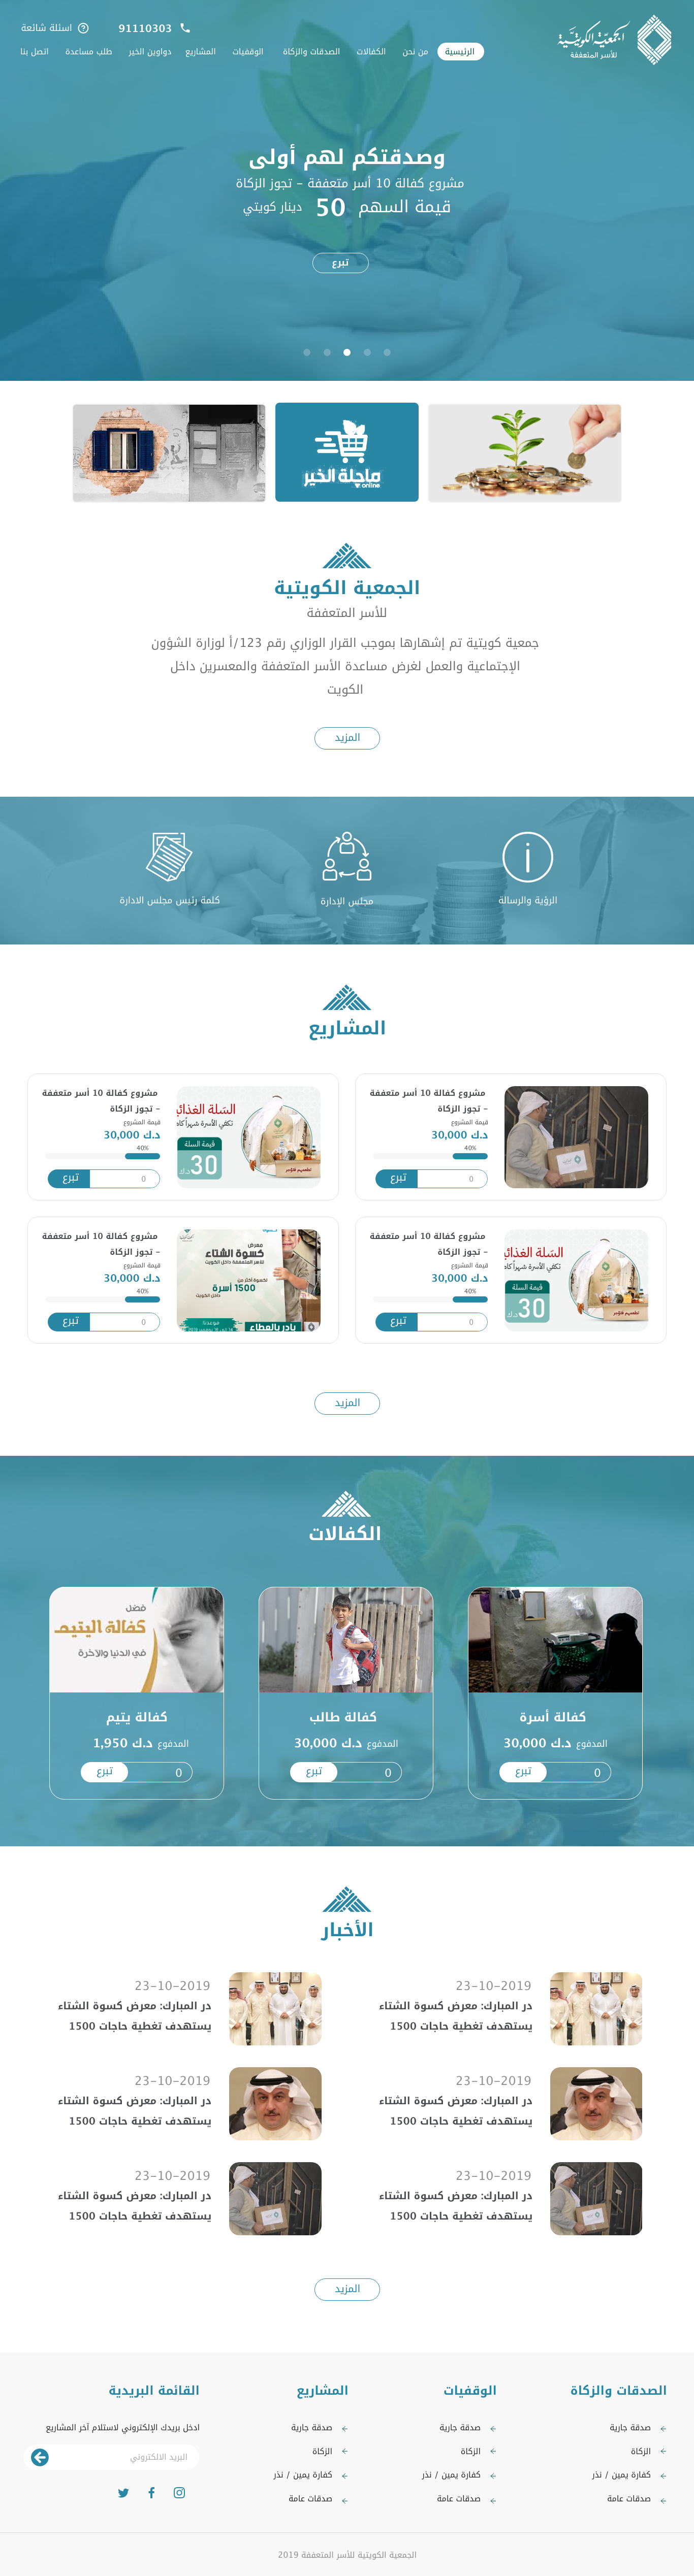 الجمعية الكويتية
للأسر المتعففة
91110303
اسئلة شائعة
الرئيسية
من نحن
الكفالات
الصدقات والزكاة
الوقفيات
المشاريع
دواوين الخير
طلب مساعدة
اتصل بنا
وصدقتكم لهم أولى
مشروع كفالة 10 أسر متعففة – تجوز الزكاة
قيمة السهم 50 دينار كويتي
تبرع
ماجلة الخير
online
الجمعية الكويتية
للأسر المتعففة
جمعية كويتية تم إشهارها بموجب القرار الوزاري رقم 123/أ لوزارة الشؤون
الإجتماعية والعمل لغرض مساعدة الأسر المتعففة والمعسرين داخل
الكويت
المزيد
الرؤية والرسالة
مجلس الإدارة
كلمة رئيس مجلس الادارة
المشاريع
مشروع كفالة 10 أسر متعففة
– تجوز الزكاة
قيمة المشروع
د.ك 30,000
40%
0
تبرع
السلة الغذائية
تكفي الأسرة شهراً كا
قيمة السلة
30 د.ك
مشروع كفالة 10 أسر متعففة
– تجوز الزكاة
قيمة المشروع
د.ك 30,000
40%
0
تبرع
السلة الغذائية
تكفي الأسرة شهراً كا
قيمة السلة
30 د.ك
مشروع كفالة 10 أسر متعففة
– تجوز الزكاة
قيمة المشروع
د.ك 30,000
40%
0
تبرع
معرض
كسوة الشتاء
للأسر المتعففة داخل الكويت
لكسوة أكثر من
1500 أسرة
داخل الكويت
بادر بالعطاء
مشروع كفالة 10 أسر متعففة
– تجوز الزكاة
قيمة المشروع
د.ك 30,000
40%
0
تبرع
المزيد
الكفالات
كفالة أسرة
المدفوع د.ك 30,000
0
تبرع
كفالة طالب
المدفوع د.ك 30,000
0
تبرع
فضل
كفالة اليتيم
في الدنيا والآخرة
كفالة يتيم
المدفوع د.ك 1,950
0
تبرع
الأخبار
23-10-2019
در المبارك: معرض كسوة الشتاء
يستهدف تغطية حاجات 1500
23-10-2019
در المبارك: معرض كسوة الشتاء
يستهدف تغطية حاجات 1500
23-10-2019
در المبارك: معرض كسوة الشتاء
يستهدف تغطية حاجات 1500
23-10-2019
در المبارك: معرض كسوة الشتاء
يستهدف تغطية حاجات 1500
23-10-2019
در المبارك: معرض كسوة الشتاء
يستهدف تغطية حاجات 1500
23-10-2019
در المبارك: معرض كسوة الشتاء
يستهدف تغطية حاجات 1500
المزيد
الصدقات والزكاة
صدقة جارية
الزكاة
كفارة يمين / نذر
صدقات عامة
الوقفيات
صدقة جارية
الزكاة
كفارة يمين / نذر
صدقات عامة
المشاريع
صدقة جارية
الزكاة
كفارة يمين / نذر
صدقات عامة
القائمة البريدية
ادخل بريدك الإلكتروني لاستلام آخر المشاريع
البريد الالكتروني
الجمعية الكويتية للأسر المتعففة 2019